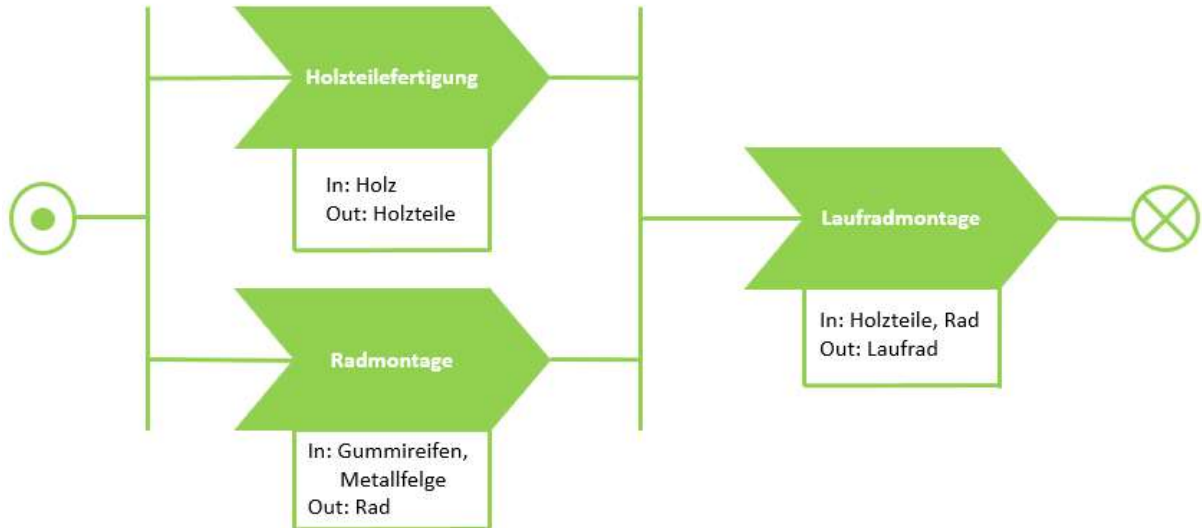 Holzteilefertigung
In: Holz
Out: Holzteile
Radmontage
In: Gummireifen,
Metallfelge
Out: Rad
Laufradmontage
In: Holzteile, Rad
Out: Laufrad